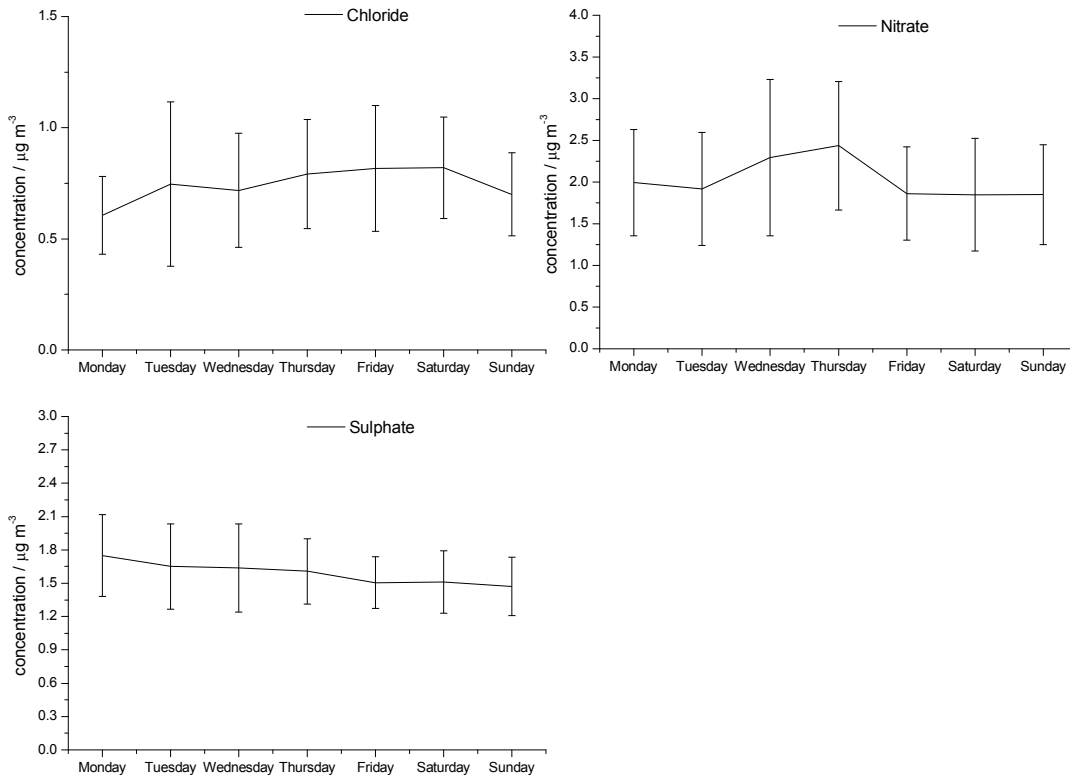 Chloride
concentration / μg m⁻³
1.5
1.0
0.5
0.0
Monday Tuesday Wednesday Thursday Friday Saturday Sunday
Nitrate
concentration / μg m⁻³
4.0
3.5
3.0
2.5
2.0
1.5
1.0
0.5
0.0
Monday Tuesday Wednesday Thursday Friday Saturday Sunday
Sulphate
concentration / μg m⁻³
3.0
2.7
2.4
2.1
1.8
1.5
1.2
0.9
0.6
0.3
0.0
Monday Tuesday Wednesday Thursday Friday Saturday Sunday